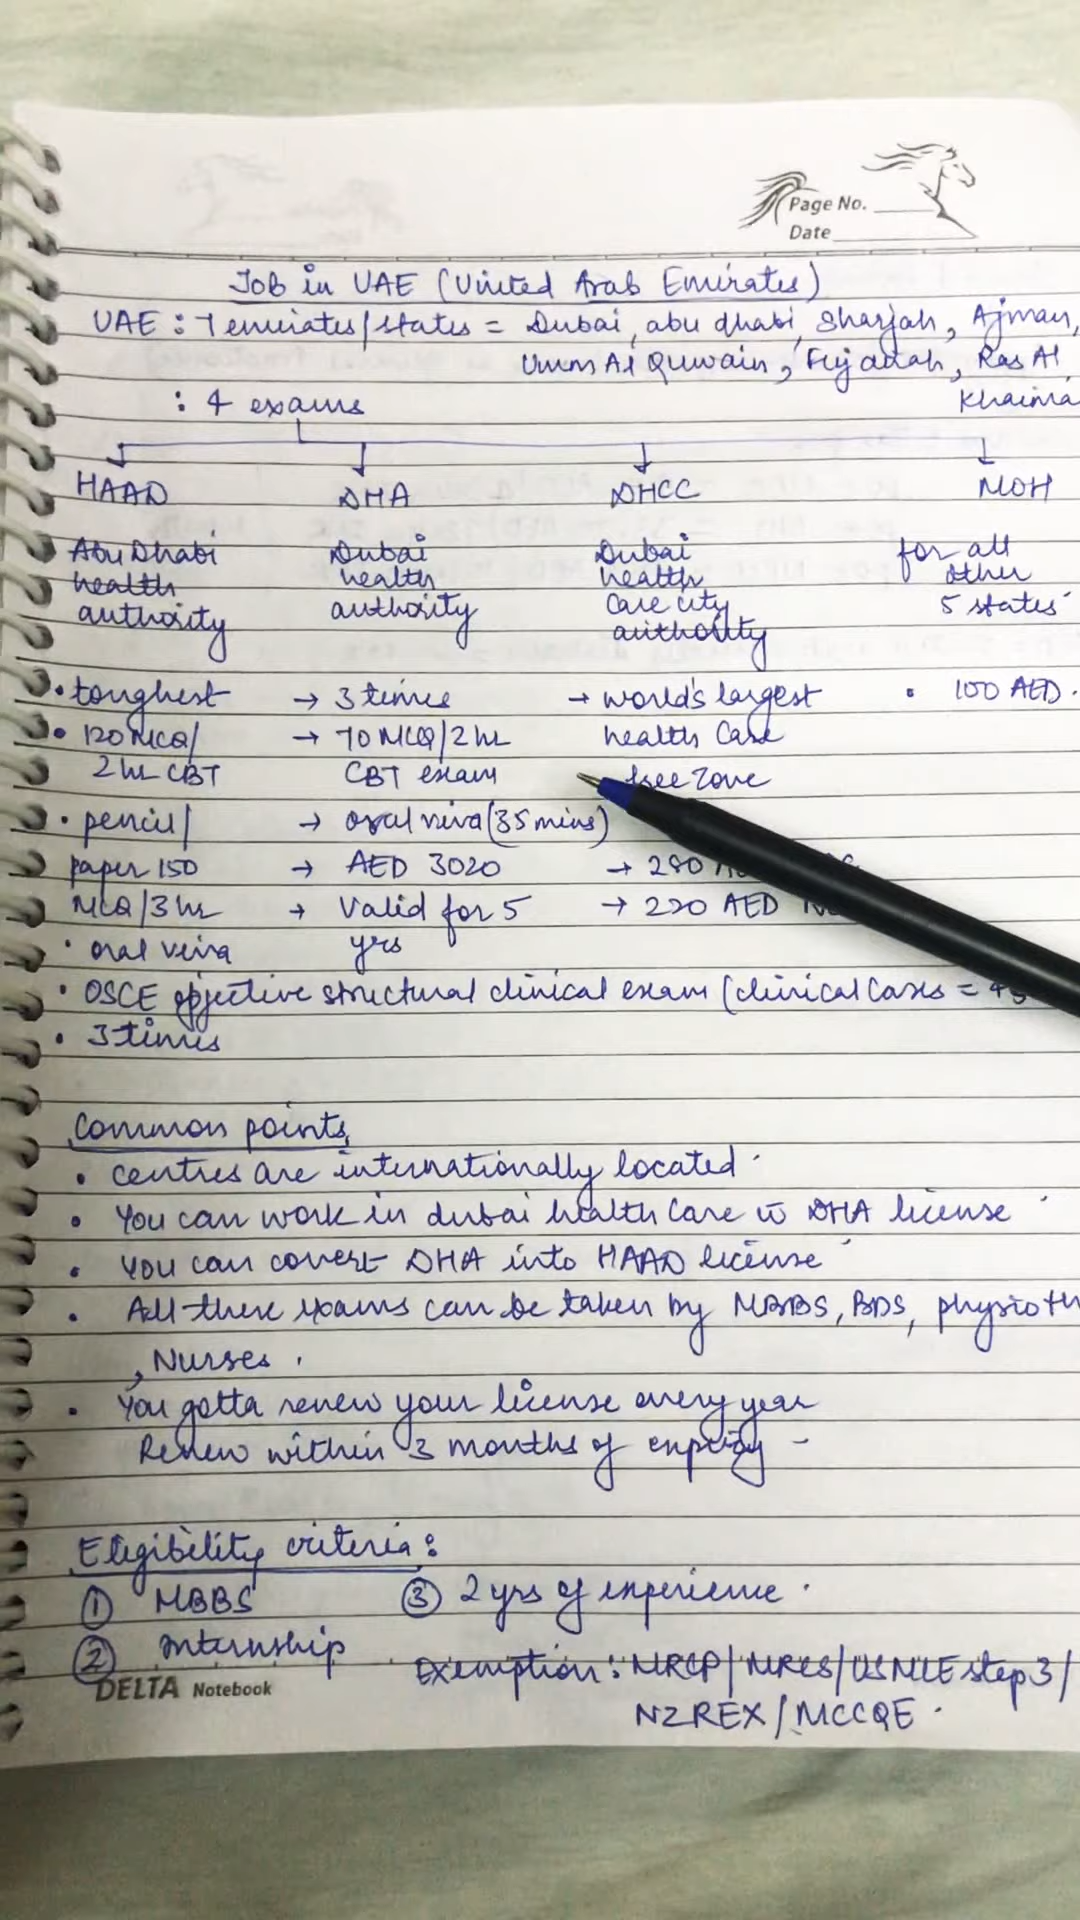 Page No.
Date
Job in UAE (United Arab Emirates)
UAE : 7 emirates/states = Dubai, abu dhabi, Sharjah, Ajman,
Umm Al Quwain, Fujairah, Ras Al
Khaima
: 4 exams
HAAD DHA DHCC MOH
Abu Dhabi Dubai Dubai for all
health health health other
authority authority Care city 5 states
authority
• toughest → 3 times → world's largest • 100 AED.
• 120 MCQ/ → 70 MCQ/2 hr health Care
2 hr CBT CBT exam free Zone
• pencil/ → oral viva (35 mins)
paper 150 → AED 3020 → 280
MCQ/3 hr → Valid for 5 → 220 AED
• oral viva yrs
• OSCE objective structural clinical exam (clinical cases =
• 3 times
Common points
• centres are internationally located.
• You can work in dubai health care w DHA license
• you can covert DHA into HAAD license
• All these exams can be taken by MBBS, BDS, physioth
, Nurses.
• You gotta renew your license every year
Renew within 3 months of expiry -
Eligibility criteria :
① MBBS ③ 2 yrs of experience.
② Internship
Exemption : MRCP/MRCS/USMLE step 3/
NZREX/MCCQE.
DELTA Notebook